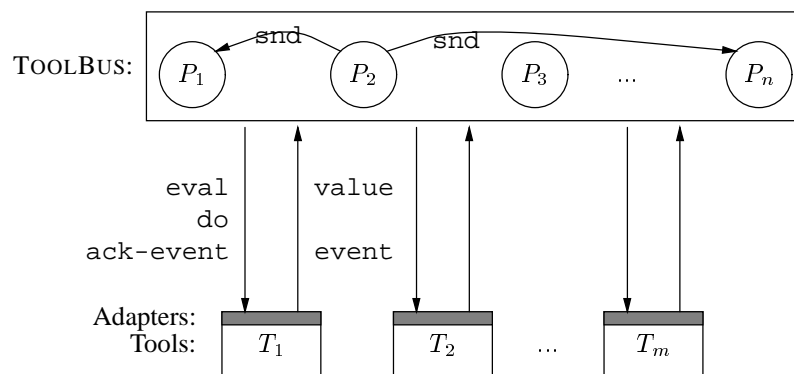 snd snd
TOOLBUS: P1 P2 P3 ... Pn
eval value
do
ack-event event
Adapters:
Tools: T1 T2 ... Tm